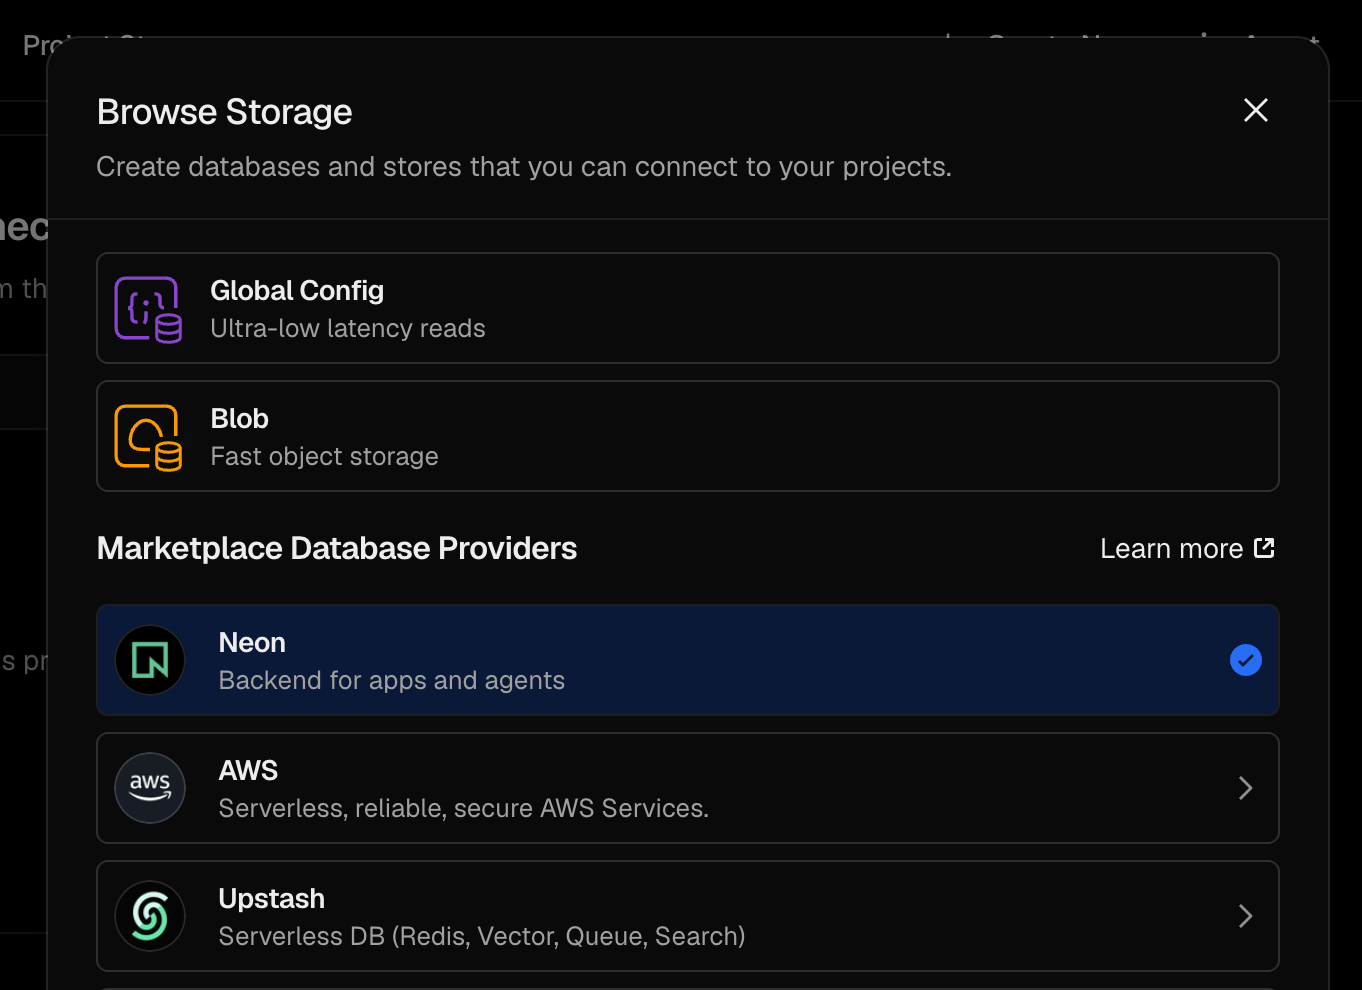 Browse Storage
Create databases and stores that you can connect to your projects.
Global Config
Ultra-low latency reads
Blob
Fast object storage
Marketplace Database Providers
Learn more
Neon
Backend for apps and agents
aws
AWS
Serverless, reliable, secure AWS Services.
Upstash
Serverless DB (Redis, Vector, Queue, Search)